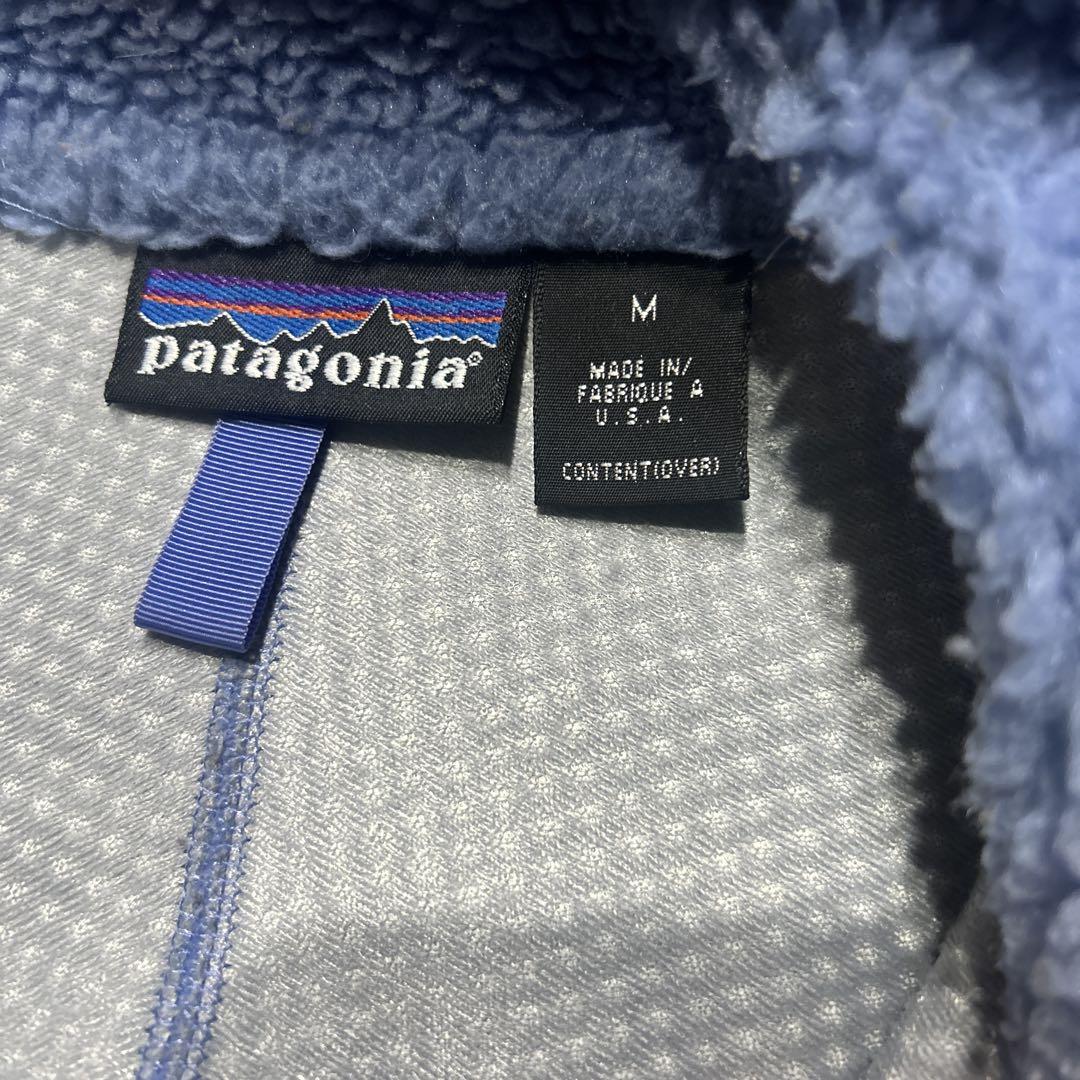 patagonia®
M
MADE IN/
FABRIQUE A
U.S.A.
CONTENT(OVER)